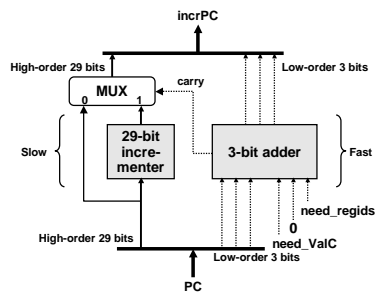 incrPC
High-order 29 bits
Low-order 3 bits
carry
MUX
0 1
Slow
29-bit
incre-
menter
3-bit adder
Fast
need_regids
0
need_ValC
High-order 29 bits
Low-order 3 bits
PC